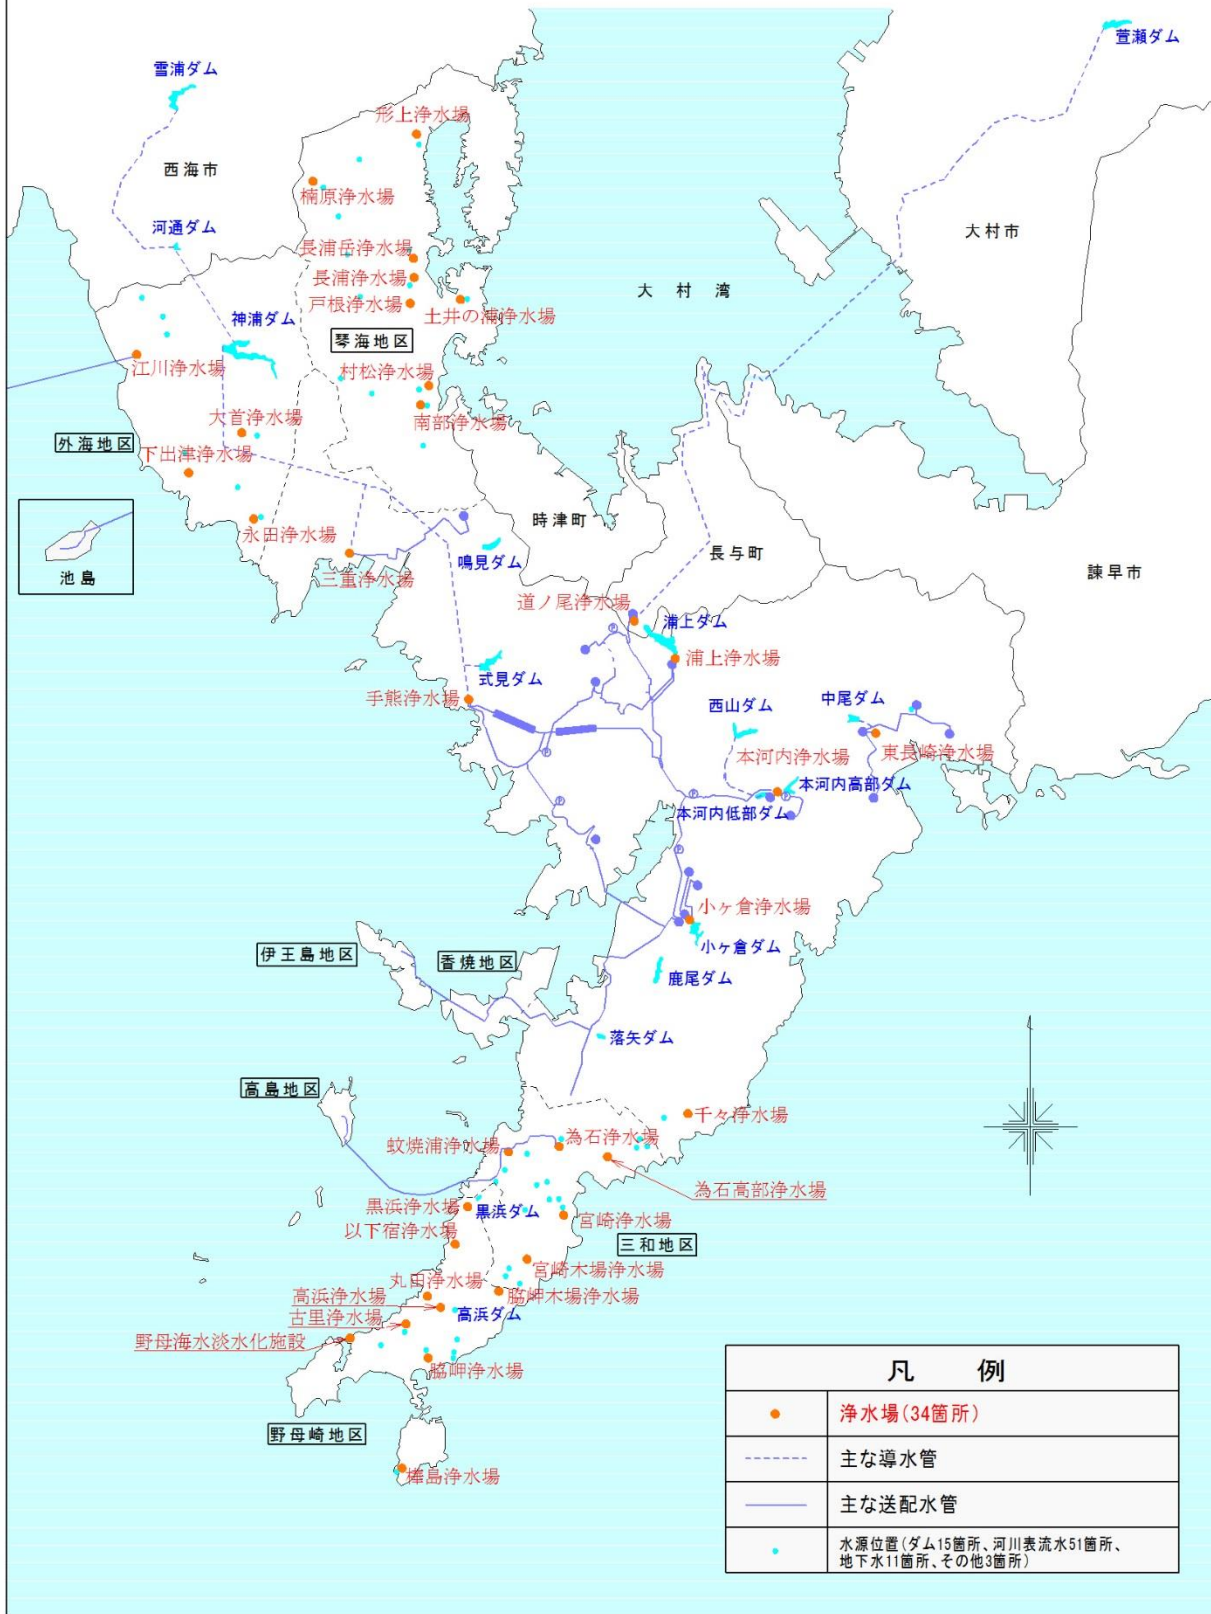 萱瀬ダム
雪浦ダム
形上浄水場
西海市
楠原浄水場
河通ダム
大村市
長浦岳浄水場
長浦浄水場
大村湾
戸根浄水場
土井の浦浄水場
神浦ダム
琴海地区
江川浄水場
村松浄水場
大首浄水場
南部浄水場
外海地区
下出津浄水場
永田浄水場
時津町
長与町
鳴見ダム
池島
三重浄水場
諫早市
道ノ尾浄水場
浦上ダム
P
浦上浄水場
式見ダム
手熊浄水場
西山ダム
中尾ダム
P
本河内浄水場
東長崎浄水場
本河内高部ダム
P
P
P
本河内低部ダム
P
小ヶ倉浄水場
小ヶ倉ダム
伊王島地区
香焼地区
鹿尾ダム
落矢ダム
高島地区
千々浄水場
蚊焼浦浄水場
為石浄水場
為石高部浄水場
黒浜浄水場
黒浜ダム
宮崎浄水場
以下宿浄水場
三和地区
宮崎木場浄水場
丸田浄水場
高浜浄水場
脇岬木場浄水場
古里浄水場
高浜ダム
野母海水淡水化施設
脇岬浄水場
野母崎地区
樺島浄水場
凡 例
浄水場(34箇所)
主な導水管
主な送配水管
水源位置(ダム15箇所、河川表流水51箇所、
地下水11箇所、その他3箇所)